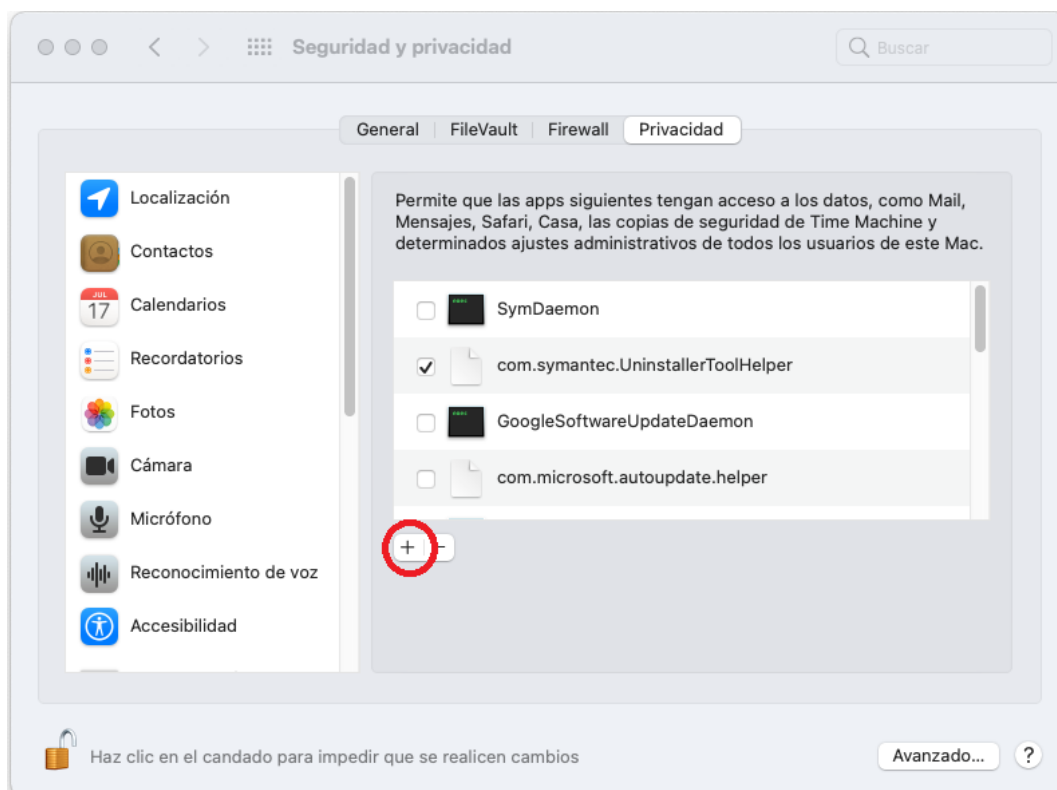 Seguridad y privacidad
Buscar
General
FileVault
Firewall
Privacidad
Localización
Contactos
JUL
17
Calendarios
Recordatorios
Fotos
Cámara
Micrófono
Reconocimiento de voz
Accesibilidad
Permite que las apps siguientes tengan acceso a los datos, como Mail,
Mensajes, Safari, Casa, las copias de seguridad de Time Machine y
determinados ajustes administrativos de todos los usuarios de este Mac.
SymDaemon
com.symantec.UninstallerToolHelper
GoogleSoftwareUpdateDaemon
com.microsoft.autoupdate.helper
+ −
Haz clic en el candado para impedir que se realicen cambios
Avanzado...
?